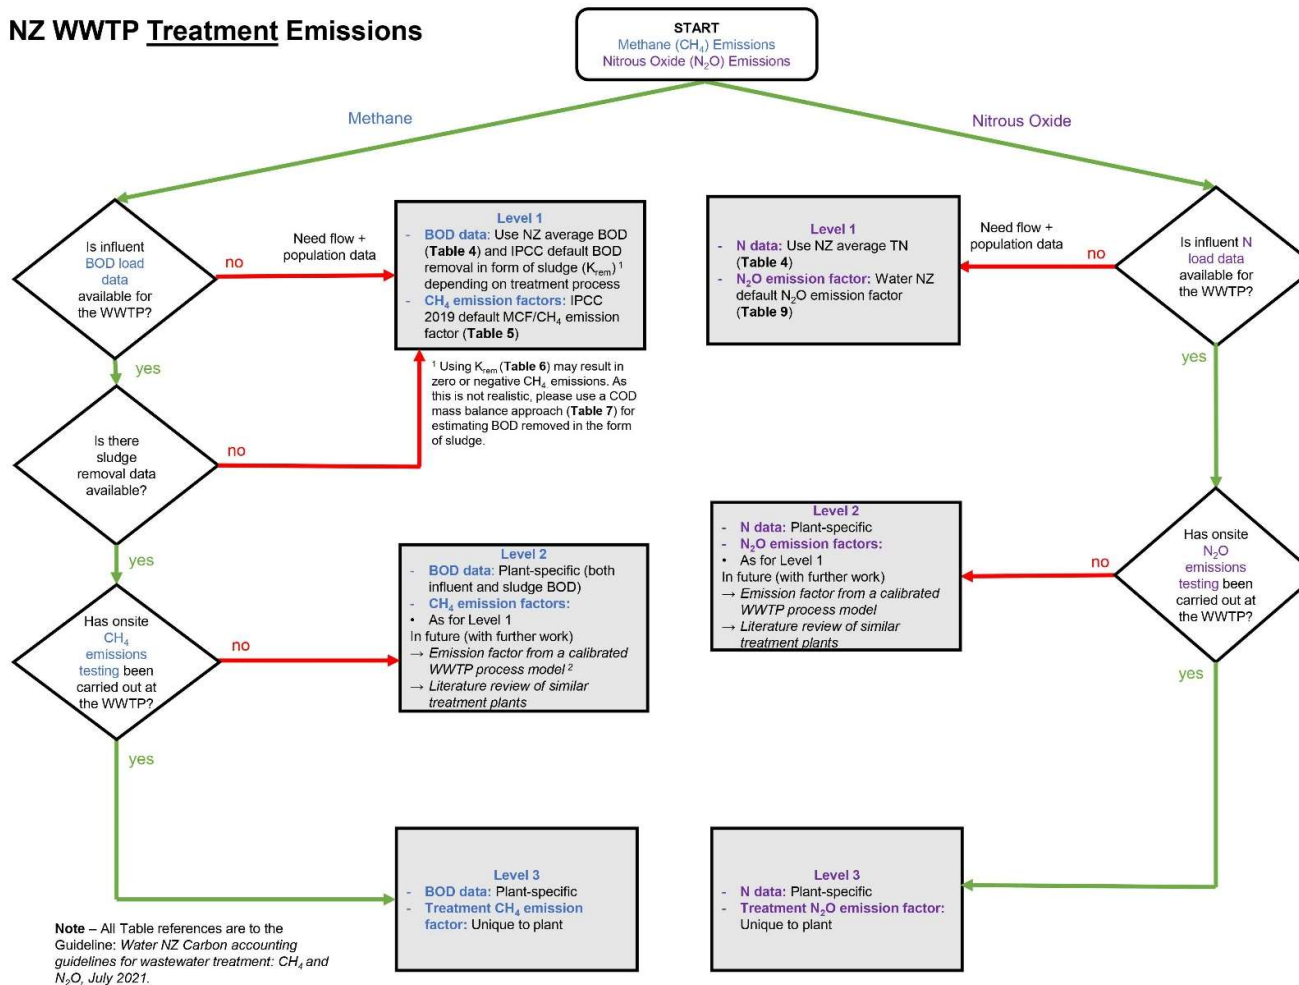 NZ WWTP Treatment Emissions
START
Methane (CH₄) Emissions
Nitrous Oxide (N₂O) Emissions
Methane
Nitrous Oxide
Is influent
BOD load
data
available for
the WWTP?
no
Need flow +
population data
Level 1
- BOD data: Use NZ average BOD
(Table 4) and IPCC default BOD
removal in form of sludge (Krem) ¹
depending on treatment process
- CH₄ emission factors: IPCC
2019 default MCF/CH₄ emission
factor (Table 5)
Level 1
- N data: Use NZ average TN
(Table 4)
- N₂O emission factor: Water NZ
default N₂O emission factor
(Table 9)
Need flow +
population data
no
Is influent N
load data
available for
the WWTP?
yes
yes
¹ Using Krem (Table 6) may result in
zero or negative CH₄ emissions. As
this is not realistic, please use a COD
mass balance approach (Table 7) for
estimating BOD removed in the form
of sludge.
Is there
sludge
removal data
available?
no
yes
Level 2
- BOD data: Plant-specific (both
influent and sludge BOD)
- CH₄ emission factors:
• As for Level 1
In future (with further work)
→ Emission factor from a calibrated
WWTP process model ²
→ Literature review of similar
treatment plants
Level 2
- N data: Plant-specific
- N₂O emission factors:
• As for Level 1
In future (with further work)
→ Emission factor from a calibrated
WWTP process model
→ Literature review of similar
treatment plants
no
Has onsite
N₂O
emissions
testing been
carried out at
the WWTP?
yes
Has onsite
CH₄
emissions
testing been
carried out at
the WWTP?
no
yes
Level 3
- BOD data: Plant-specific
- Treatment CH₄ emission
factor: Unique to plant
Level 3
- N data: Plant-specific
- Treatment N₂O emission factor:
Unique to plant
Note – All Table references are to the
Guideline: Water NZ Carbon accounting
guidelines for wastewater treatment: CH₄ and
N₂O, July 2021.